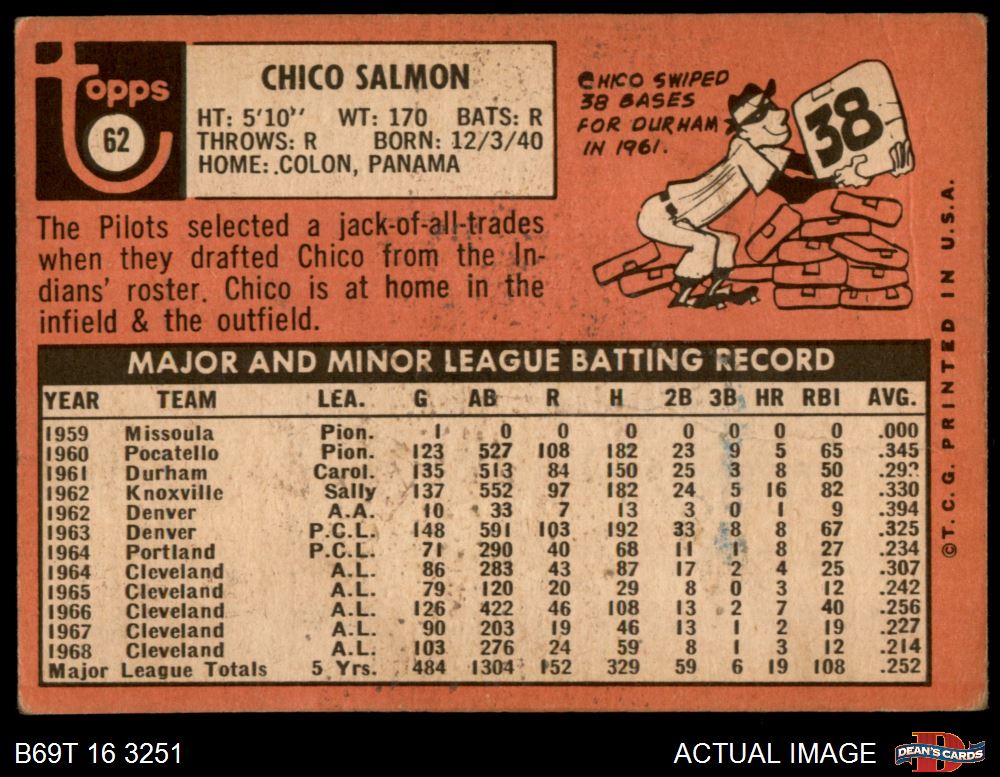 Topps
62
CHICO SALMON
HT: 5'10" WT: 170 BATS: R
THROWS: R BORN: 12/3/40
HOME: COLON, PANAMA
CHICO SWIPED
38 BASES
FOR DURHAM
IN 1961.
38
The Pilots selected a jack-of-all-trades
when they drafted Chico from the In-
dians' roster. Chico is at home in the
infield & the outfield.
MAJOR AND MINOR LEAGUE BATTING RECORD
YEAR TEAM LEA. G AB R H 2B 3B HR RBI AVG.
1959 Missoula Pion. 1 0 0 0 0 0 0 0 .000
1960 Pocatello Pion. 123 527 108 182 23 9 5 65 .345
1961 Durham Carol. 135 513 84 150 25 3 8 50
1962 Knoxville Sally 137 552 97 182 24 5 16 82 .330
1962 Denver A.A. 10 33 7 13 3 0 1 9 .394
1963 Denver P.C.L. 148 591 103 192 33 8 8 67 .325
1964 Portland P.C.L. 71 290 40 68 11 1 8 27 .234
1964 Cleveland A.L. 86 283 43 87 17 2 4 25 .307
1965 Cleveland A.L. 79 120 20 29 8 0 3 12 .242
1966 Cleveland A.L. 126 422 46 108 13 2 7 40 .256
1967 Cleveland A.L. 90 203 19 46 13 1 2 19 .227
1968 Cleveland A.L. 103 276 24 59 8 1 3 12 .214
Major League Totals 5 Yrs. 484 1304 152 329 59 6 19 108 .252
©T.C.G. PRINTED IN U.S.A.
B69T 16 3251
ACTUAL IMAGE
D
DEAN'S CARDS